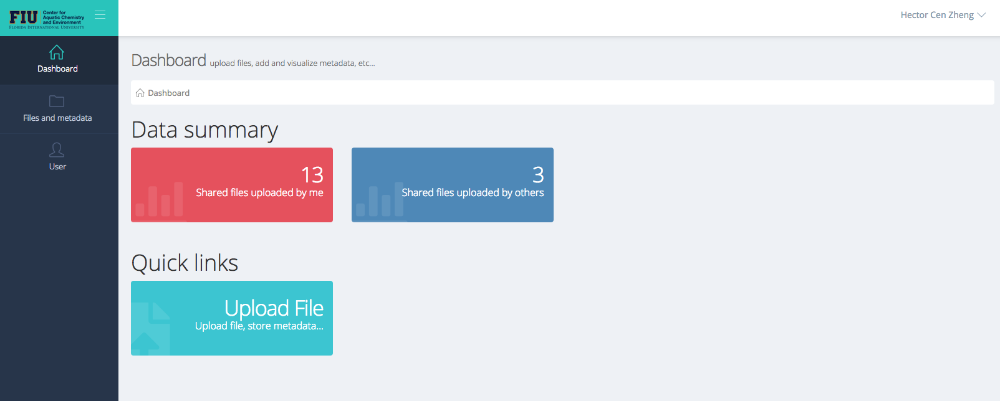 FIU
Center for
Aquatic Chemistry
and Environment
FLORIDA INTERNATIONAL UNIVERSITY
Hector Cen Zheng
Dashboard
Files and metadata
User
Dashboard upload files, add and visualize metadata, etc...
Dashboard
Data summary
13
Shared files uploaded by me
3
Shared files uploaded by others
Quick links
Upload File
Upload file, store metadata...